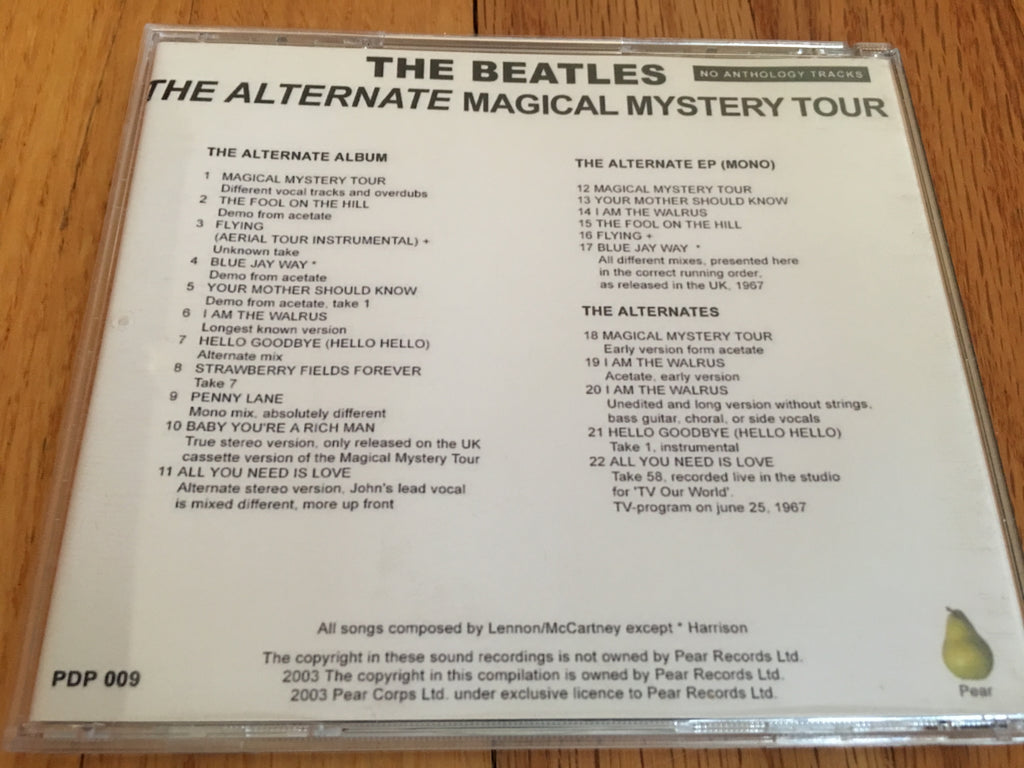 THE BEATLES
NO ANTHOLOGY TRACKS
THE ALTERNATE MAGICAL MYSTERY TOUR
THE ALTERNATE ALBUM
1 MAGICAL MYSTERY TOUR
Different vocal tracks and overdubs
2 THE FOOL ON THE HILL
Demo from acetate
3 FLYING
(AERIAL TOUR INSTRUMENTAL) +
Unknown take
4 BLUE JAY WAY *
Demo from acetate
5 YOUR MOTHER SHOULD KNOW
Demo from acetate, take 1
6 I AM THE WALRUS
Longest known version
7 HELLO GOODBYE (HELLO HELLO)
Alternate mix
8 STRAWBERRY FIELDS FOREVER
Take 7
9 PENNY LANE
Mono mix, absolutely different
10 BABY YOU'RE A RICH MAN
True stereo version, only released on the UK
cassette version of the Magical Mystery Tour
11 ALL YOU NEED IS LOVE
Alternate stereo version, John's lead vocal
is mixed different, more up front
THE ALTERNATE EP (MONO)
12 MAGICAL MYSTERY TOUR
13 YOUR MOTHER SHOULD KNOW
14 I AM THE WALRUS
15 THE FOOL ON THE HILL
16 FLYING +
17 BLUE JAY WAY *
All different mixes, presented here
in the correct running order,
as released in the UK, 1967
THE ALTERNATES
18 MAGICAL MYSTERY TOUR
Early version form acetate
19 I AM THE WALRUS
Acetate, early version
20 I AM THE WALRUS
Unedited and long version without strings,
bass guitar, choral, or side vocals
21 HELLO GOODBYE (HELLO HELLO)
Take 1, instrumental
22 ALL YOU NEED IS LOVE
Take 58, recorded live in the studio
for 'TV Our World'.
TV-program on june 25, 1967
All songs composed by Lennon/McCartney except * Harrison
The copyright in these sound recordings is not owned by Pear Records Ltd.
2003 The copyright in this compilation is owned by Pear Records Ltd.
2003 Pear Corps Ltd. under exclusive licence to Pear Records Ltd.
PDP 009
Pear